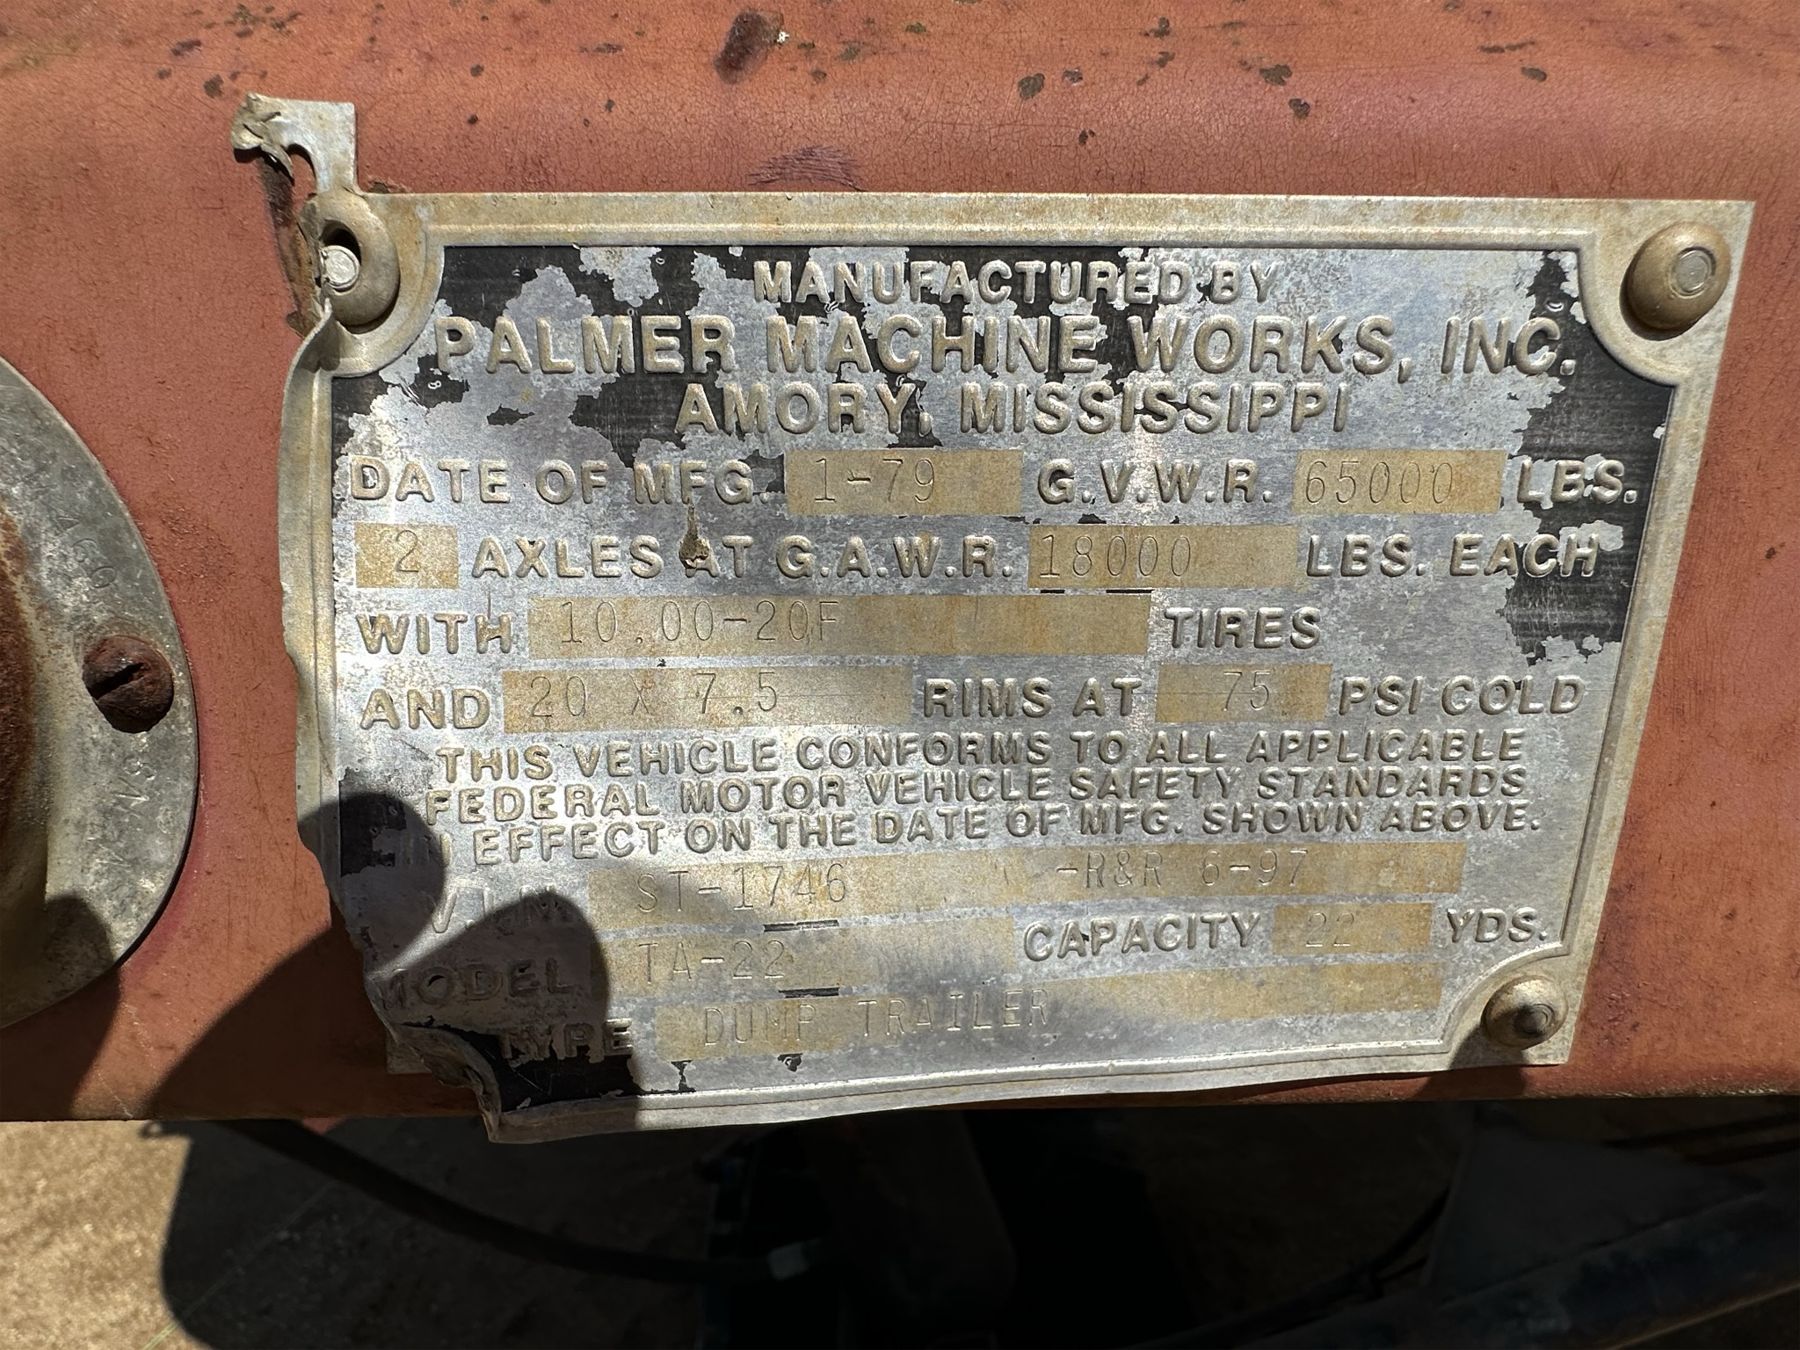 MANUFACTURED BY
PALMER MACHINE WORKS, INC.
AMORY, MISSISSIPPI
DATE OF MFG. 1-79 G.V.W.R. 65000 LBS.
2 AXLES AT G.A.W.R. 18000 LBS. EACH
WITH 10.00-20F TIRES
AND 20 X 7.5 RIMS AT 75 PSI COLD
THIS VEHICLE CONFORMS TO ALL APPLICABLE
FEDERAL MOTOR VEHICLE SAFETY STANDARDS
EFFECT ON THE DATE OF MFG. SHOWN ABOVE.
ST-1746 -R&R 6-97
MODEL TA-22 CAPACITY 22 YDS.
TYPE DUMP TRAILER